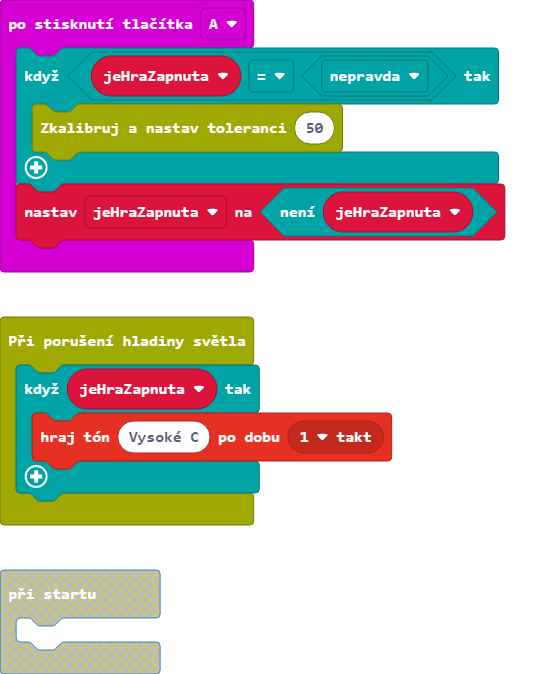 po stisknutí tlačítka A
když jeHraZapnuta = nepravda tak
Zkalibruj a nastav toleranci 50
nastav jeHraZapnuta na není jeHraZapnuta
Při porušení hladiny světla
když jeHraZapnuta tak
hraj tón Vysoké C po dobu 1 takt
při startu